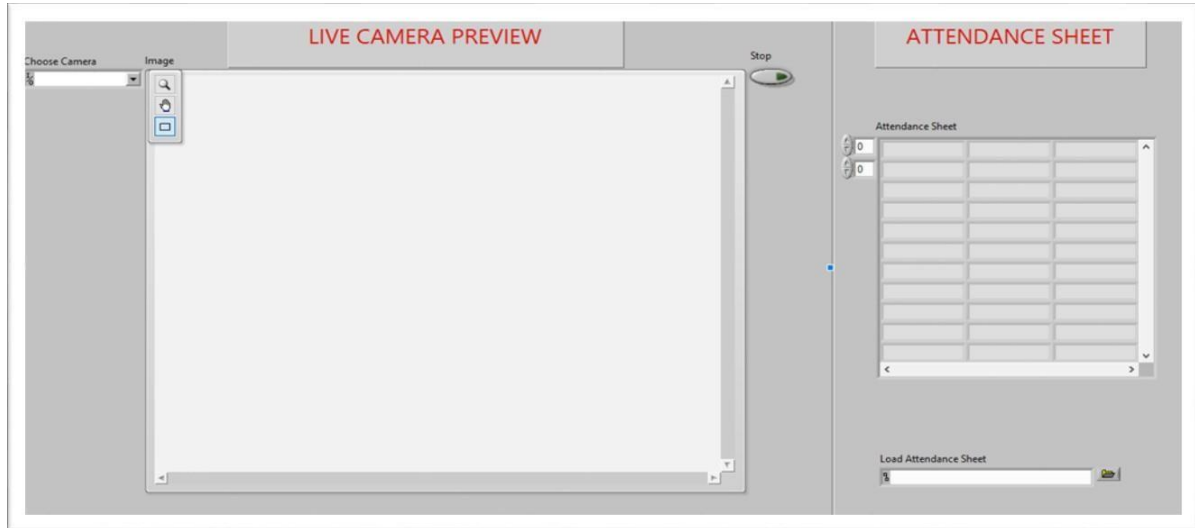 LIVE CAMERA PREVIEW
ATTENDANCE SHEET
Choose Camera
Image
Stop
Attendance Sheet
0
0
Load Attendance Sheet